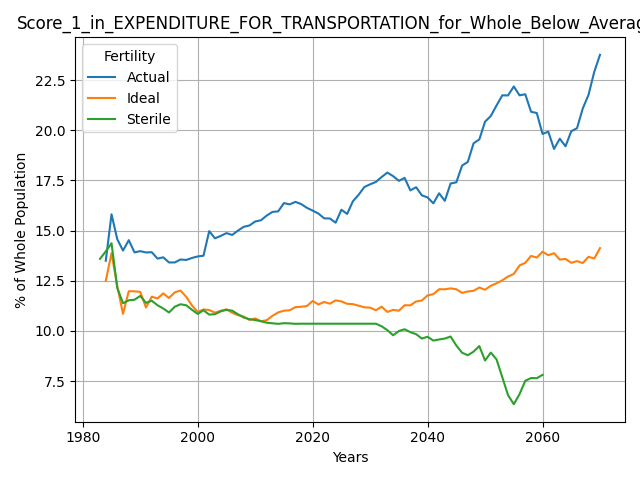 Score_1_in_EXPENDITURE_FOR_TRANSPORTATION_for_Whole_Below_Averag
Fertility
Actual
Ideal
Sterile
22.5
20.0
17.5
15.0
12.5
10.0
7.5
% of Whole Population
1980 2000 2020 2040 2060
Years